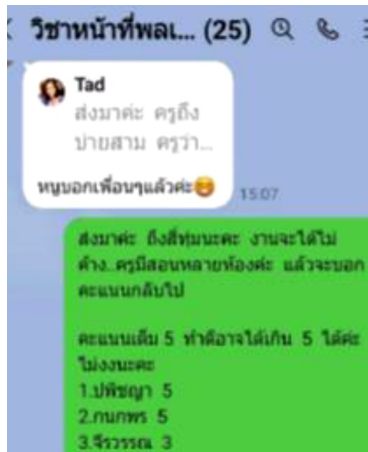 วิชาหน้าที่พลเ... (25)
Tad
ส่งมาค่ะ ครูถึง
บ่ายสาม ครูว่า...
หนูบอกเพื่อนๆแล้วค่ะ😁
15:07
ส่งมาค่ะ ถึงสี่ทุ่มนะคะ งานจะได้ไม่
ค้าง..ครูมีสอนหลายห้องค่ะ แล้วจะบอก
คะแนนกลับไป
คะแนนเต็ม 5 ทำดีอาจได้เกิน 5 ได้ค่ะ
ไม่งงนะคะ
1.ปพิชญา 5
2.กนกพร 5
3.จีรวรรณ 3